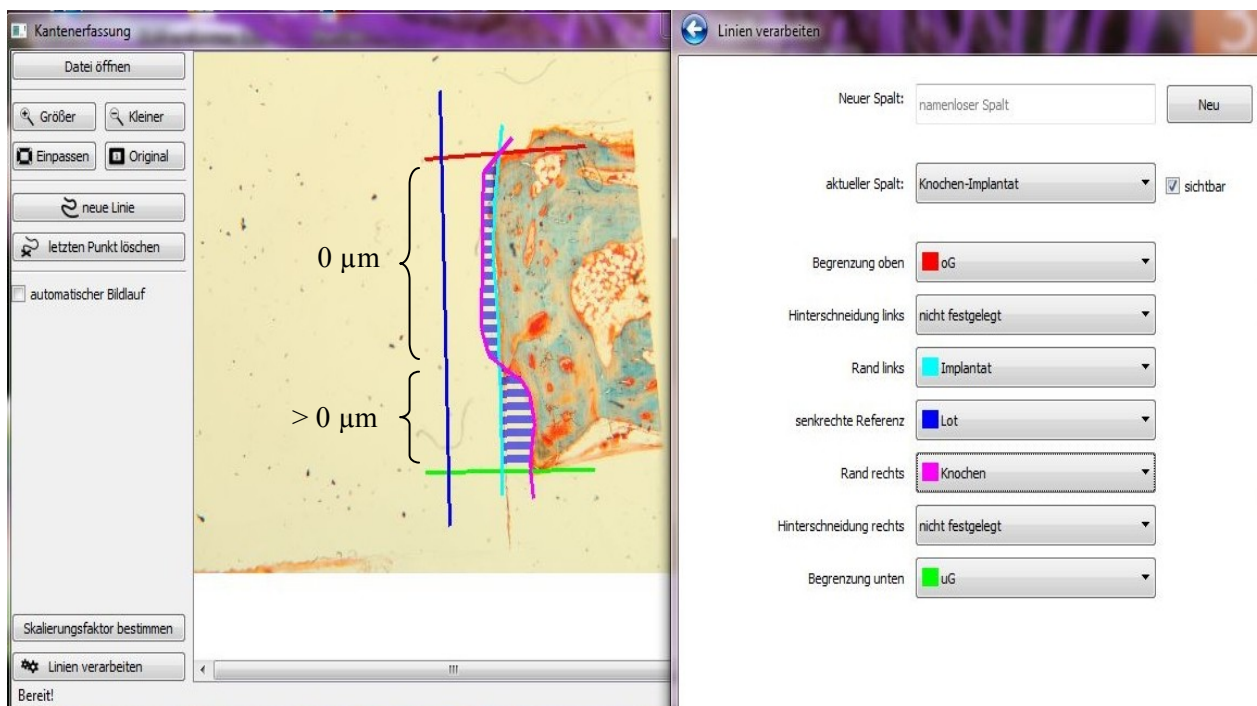 Kantenerfassung
Datei öffnen
Größer
Kleiner
Einpassen
Original
neue Linie
letzten Punkt löschen
automatischer Bildlauf
0 µm
> 0 µm
Skalierungsfaktor bestimmen
Linien verarbeiten
Bereit!
Linien verarbeiten
Neuer Spalt:
namenloser Spalt
Neu
aktueller Spalt:
Knochen-Implantat
sichtbar
Begrenzung oben
oG
Hinterschneidung links
nicht festgelegt
Rand links
Implantat
senkrechte Referenz
Lot
Rand rechts
Knochen
Hinterschneidung rechts
nicht festgelegt
Begrenzung unten
uG